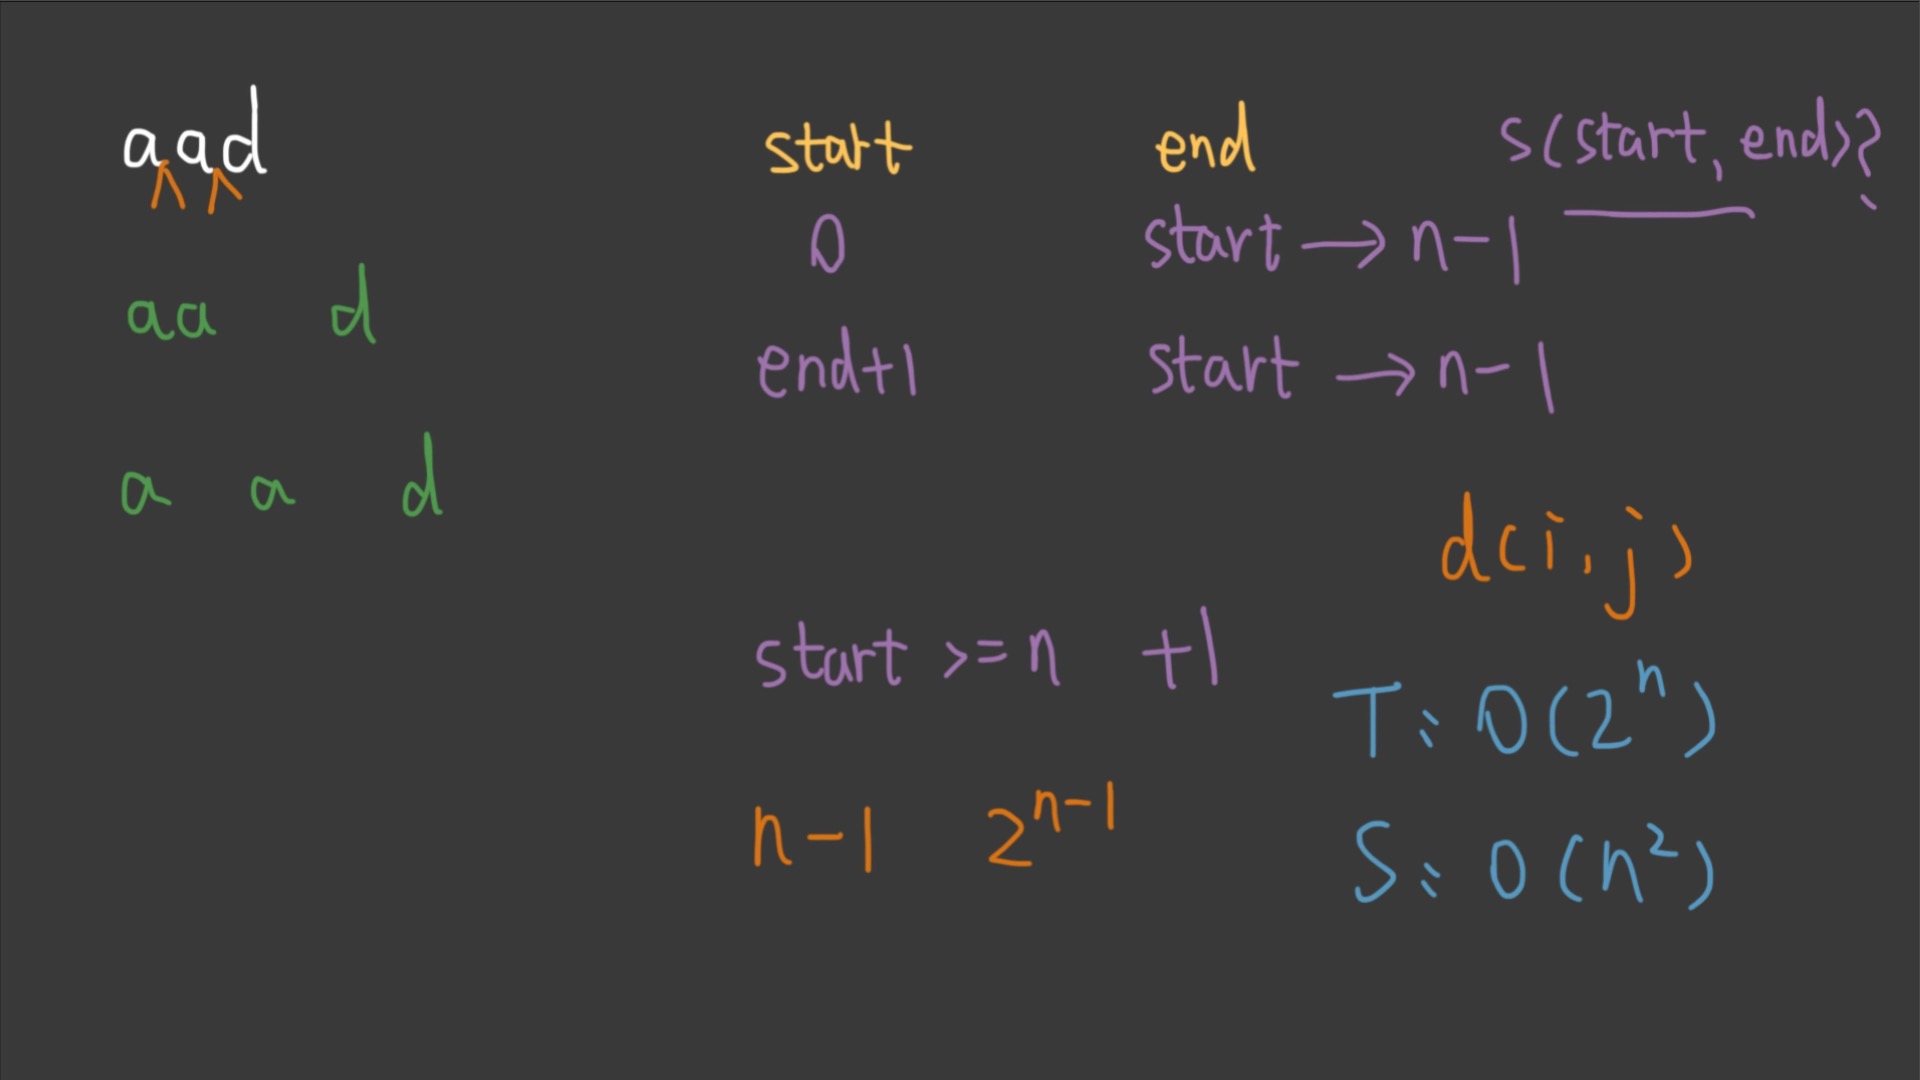 aad
start end s(start, end)?
0 start → n-1
aa d
end+1 start → n-1
a a d
d(i, j)
start >= n +1
T: O(2^n)
n-1 2^{n-1}
S: O(n^2)